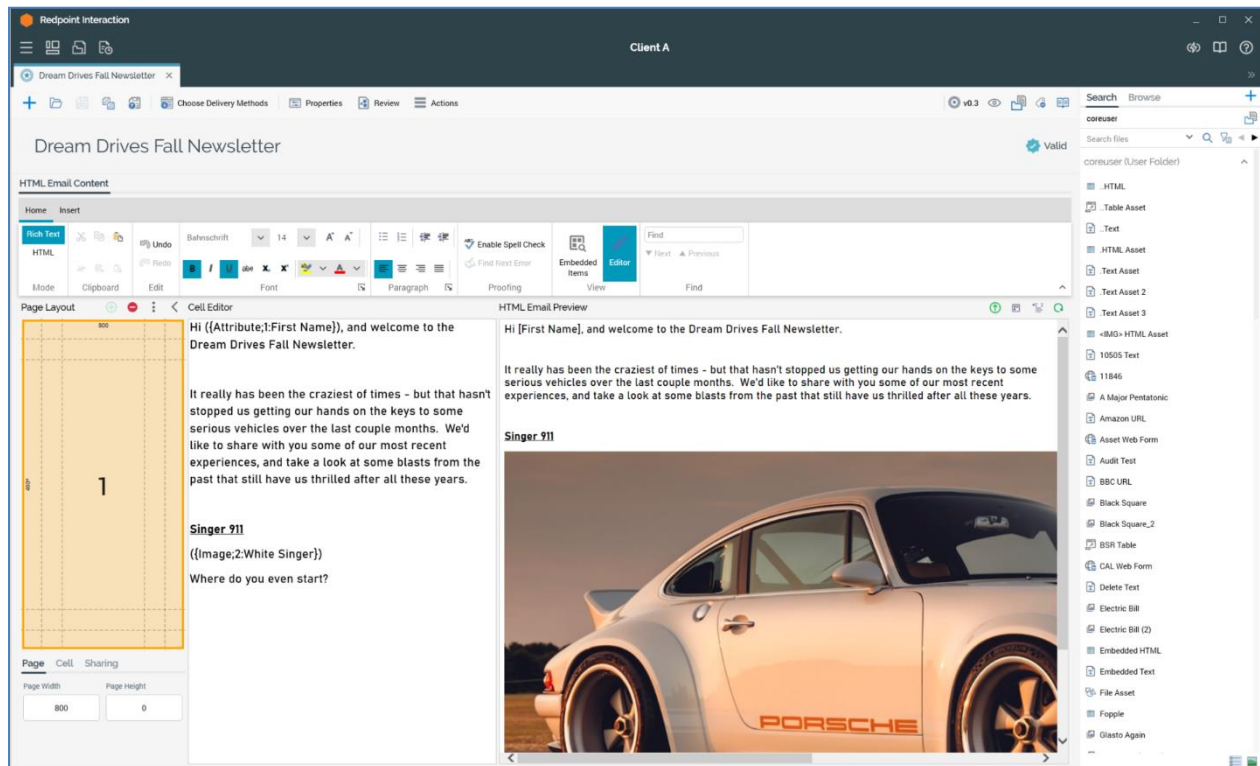 Redpoint Interaction
Client A
Dream Drives Fall Newsletter
Choose Delivery Methods
Properties
Review
Actions
v0.3
Dream Drives Fall Newsletter
Valid
HTML Email Content
Home Insert
Rich Text
HTML
Mode
Clipboard
Undo
Redo
Edit
Bahnschrift 14
B I U abc X, X
Font
Paragraph
Enable Spell Check
Find Next Error
Proofing
Embedded Items
Editor
View
Find
Next Previous
Find
Page Layout
800
1
Page Cell Sharing
Page Width Page Height
800 0
Cell Editor
Hi ({Attribute;1:First Name}), and welcome to the
Dream Drives Fall Newsletter.
It really has been the craziest of times - but that hasn't
stopped us getting our hands on the keys to some
serious vehicles over the last couple months. We'd
like to share with you some of our most recent
experiences, and take a look at some blasts from the
past that still have us thrilled after all these years.
Singer 911
({Image;2:White Singer})
Where do you even start?
HTML Email Preview
Hi [First Name], and welcome to the Dream Drives Fall Newsletter.
It really has been the craziest of times - but that hasn't stopped us getting our hands on the keys to some
serious vehicles over the last couple months. We'd like to share with you some of our most recent
experiences, and take a look at some blasts from the past that still have us thrilled after all these years.
Singer 911
PORSCHE
Search Browse
coreuser
Search files
coreuser (User Folder)
..HTML
..Table Asset
..Text
.HTML Asset
.Text Asset
.Text Asset 2
.Text Asset 3
<IMG> HTML Asset
10505 Text
11846
A Major Pentatonic
Amazon URL
Asset Web Form
Audit Test
BBC URL
Black Square
Black Square_2
BSR Table
CAL Web Form
Delete Text
Electric Bill
Electric Bill (2)
Embedded HTML
Embedded Text
File Asset
Fopple
Glasto Again